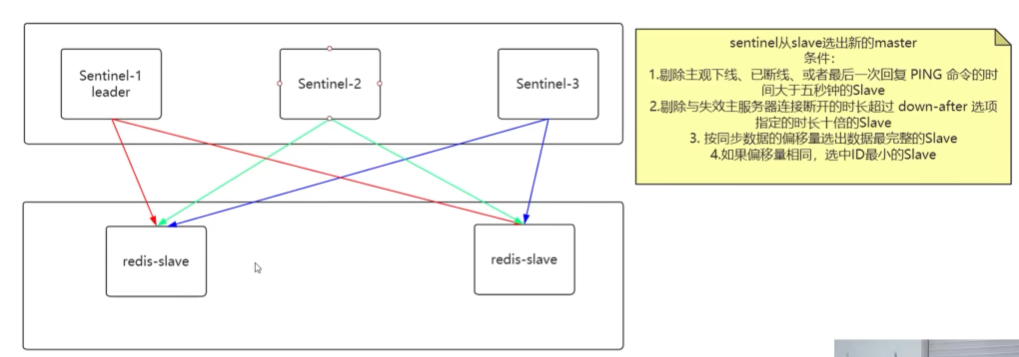 Sentinel-1
leader
Sentinel-2
Sentinel-3
redis-slave
redis-slave
sentinel从slave选出新的master
条件：
1.剔除主观下线、已断线、或者最后一次回复 PING 命令的时
间大于五秒钟的Slave
2.剔除与失效主服务器连接断开的时长超过 down-after 选项
指定的时长十倍的Slave
3. 按同步数据的偏移量选出数据最完整的Slave
4.如果偏移量相同，选中ID最小的Slave